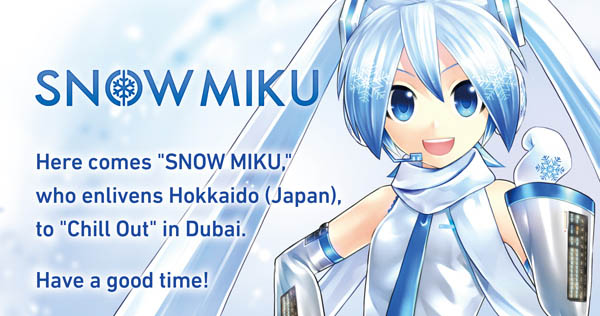 SNOW MIKU
Here comes "SNOW MIKU,"
who enlivens Hokkaido (Japan),
to "Chill Out" in Dubai.
Have a good time!